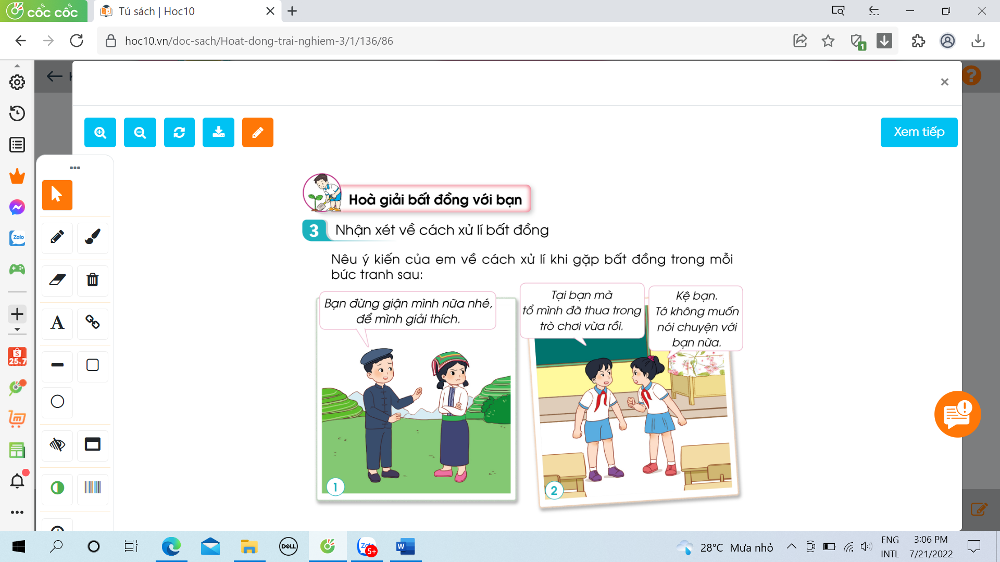 cốc cốc
Tủ sách | Hoc10
hoc10.vn/doc-sach/Hoat-dong-trai-nghiem-3/1/136/86
1
Xem tiếp
Hoà giải bất đồng với bạn
3 Nhận xét về cách xử lí bất đồng
Nêu ý kiến của em về cách xử lí khi gặp bất đồng trong mỗi
bức tranh sau:
Bạn đừng giận mình nữa nhé,
để mình giải thích.
Tại bạn mà
tổ mình đã thua trong
trò chơi vừa rồi.
Kệ bạn.
Tớ không muốn
nói chuyện với
bạn nữa.
1
2
Zalo
A
25.7
DELL
5+
W
28°C Mưa nhỏ
ENG
INTL
3:06 PM
7/21/2022